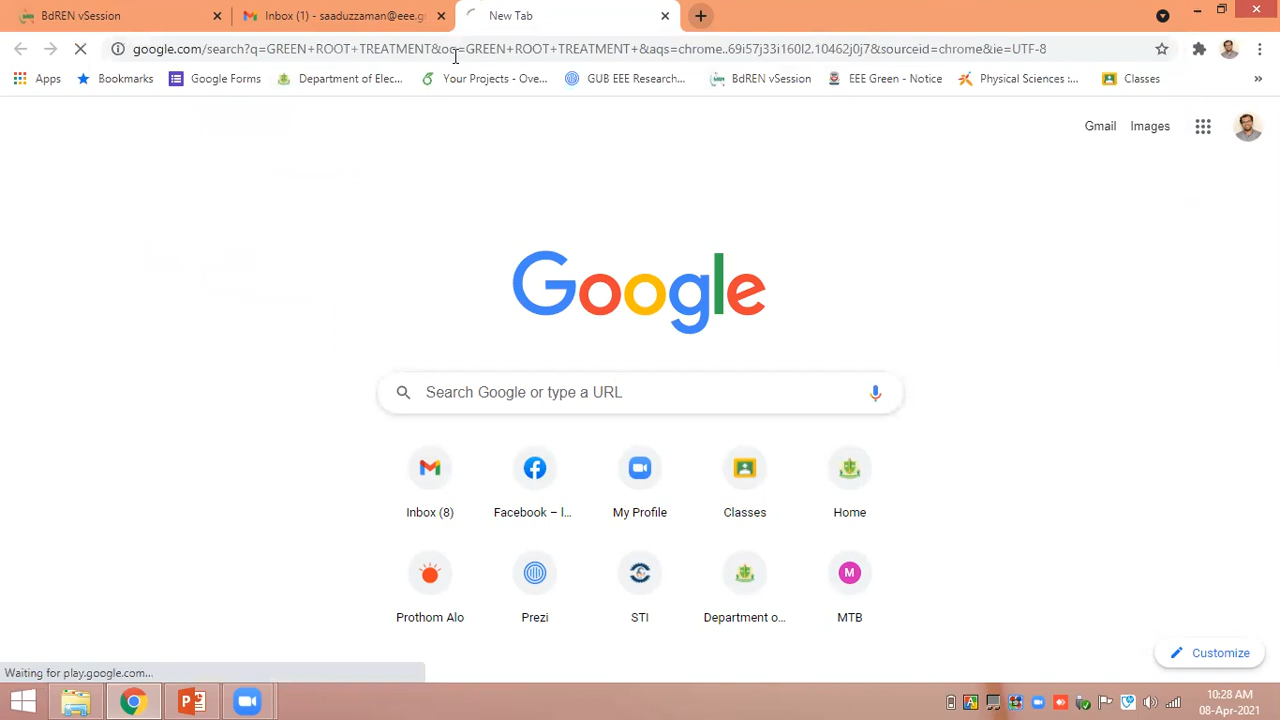 BdREN vSession
Inbox (1) - saaduzzaman@eee.g
New Tab
google.com/search?q=GREEN+ROOT+TREATMENT&oq=GREEN+ROOT+TREATMENT+&aqs=chrome..69i57j33i160l2.10462j0j7&sourceid=chrome&ie=UTF-8
Apps
Bookmarks
Google Forms
Department of Elec...
Your Projects - Ove...
GUB EEE Research...
BdREN vSession
EEE Green - Notice
Physical Sciences :...
Classes
»
Gmail
Images
Google
Search Google or type a URL
Inbox (8)
Facebook – l...
My Profile
Classes
Home
Prothom Alo
Prezi
STI
Department o...
M
MTB
Customize
Waiting for play.google.com...
10:28 AM
08-Apr-2021